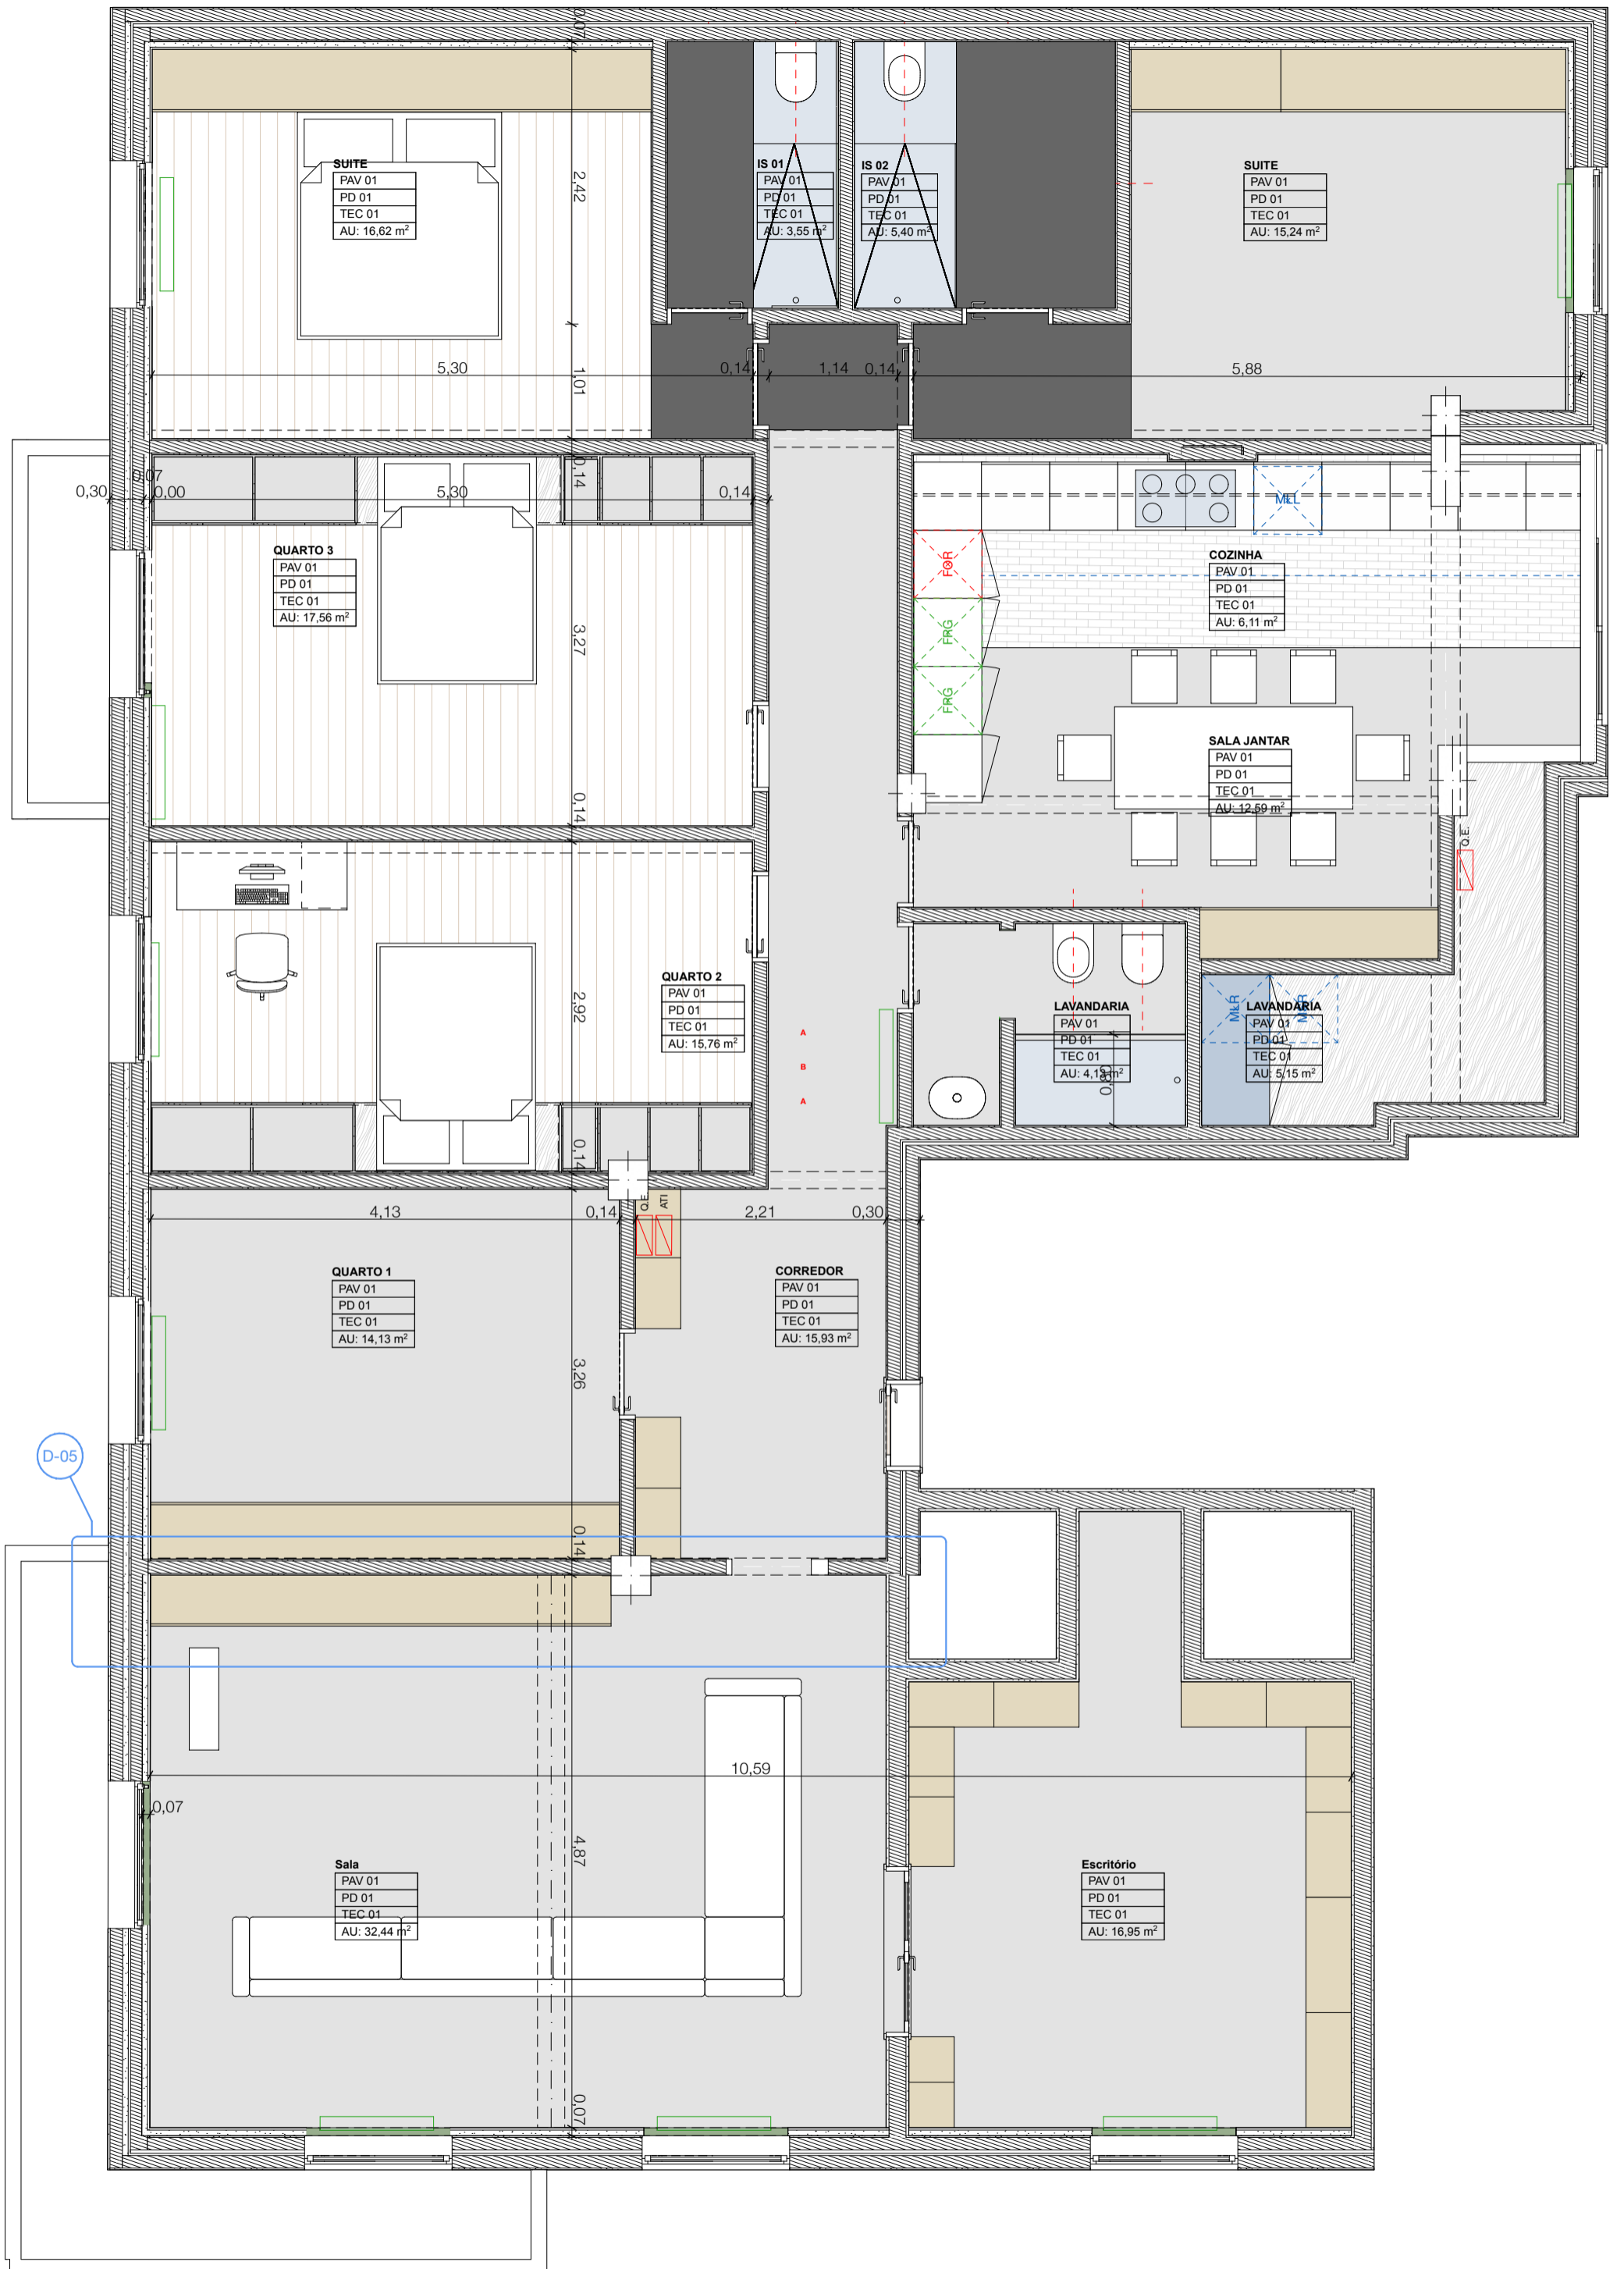 0,07
SUITE
PAV 01
PD 01
TEC 01
AU: 16,62 m²
2,42
IS 01
PAV 01
PD 01
TEC 01
AU: 3,55 m²
IS 02
PAV 01
PD 01
TEC 01
AU: 5,40 m²
SUITE
PAV 01
PD 01
TEC 01
AU: 15,24 m²
5,30
1,01
0,14
1,14
0,14
5,88
0,30
0,07
0,00
5,30
0,14
0,14
MLL
QUARTO 3
PAV 01
PD 01
TEC 01
AU: 17,56 m²
3,27
0,14
FOR
FRG
FRG
COZINHA
PAV 01
PD 01
TEC 01
AU: 6,11 m²
SALA JANTAR
PAV 01
PD 01
TEC 01
AU: 12,59 m²
Q.E.
QUARTO 2
PAV 01
PD 01
TEC 01
AU: 15,76 m²
2,92
0,14
A
B
A
LAVANDARIA
PAV 01
PD 01
TEC 01
AU: 4,13 m²
MLR
LAVANDARIA
PAV 01
PD 01
TEC 01
AU: 5,15 m²
4,13
0,14
Q.E
ATI
2,21
0,30
QUARTO 1
PAV 01
PD 01
TEC 01
AU: 14,13 m²
3,26
0,14
CORREDOR
PAV 01
PD 01
TEC 01
AU: 15,93 m²
D-05
10,59
0,07
4,87
Sala
PAV 01
PD 01
TEC 01
AU: 32,44 m²
Escritório
PAV 01
PD 01
TEC 01
AU: 16,95 m²
0,07